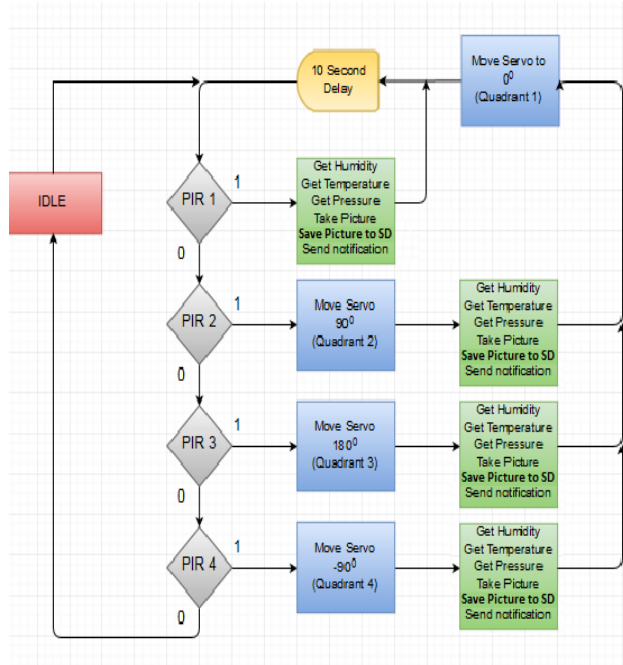 10 Second
Delay
Move Servo to
0⁰
(Quadrant 1)
IDLE
PIR 1
1
0
Get Humidity
Get Temperature
Get Pressure
Take Picture
Save Picture to SD
Send notification
PIR 2
1
0
Move Servo
90⁰
(Quadrant 2)
Get Humidity
Get Temperature
Get Pressure
Take Picture
Save Picture to SD
Send notification
PIR 3
1
0
Move Servo
180⁰
(Quadrant 3)
Get Humidity
Get Temperature
Get Pressure
Take Picture
Save Picture to SD
Send notification
PIR 4
1
0
Move Servo
-90⁰
(Quadrant 4)
Get Humidity
Get Temperature
Get Pressure
Take Picture
Save Picture to SD
Send notification